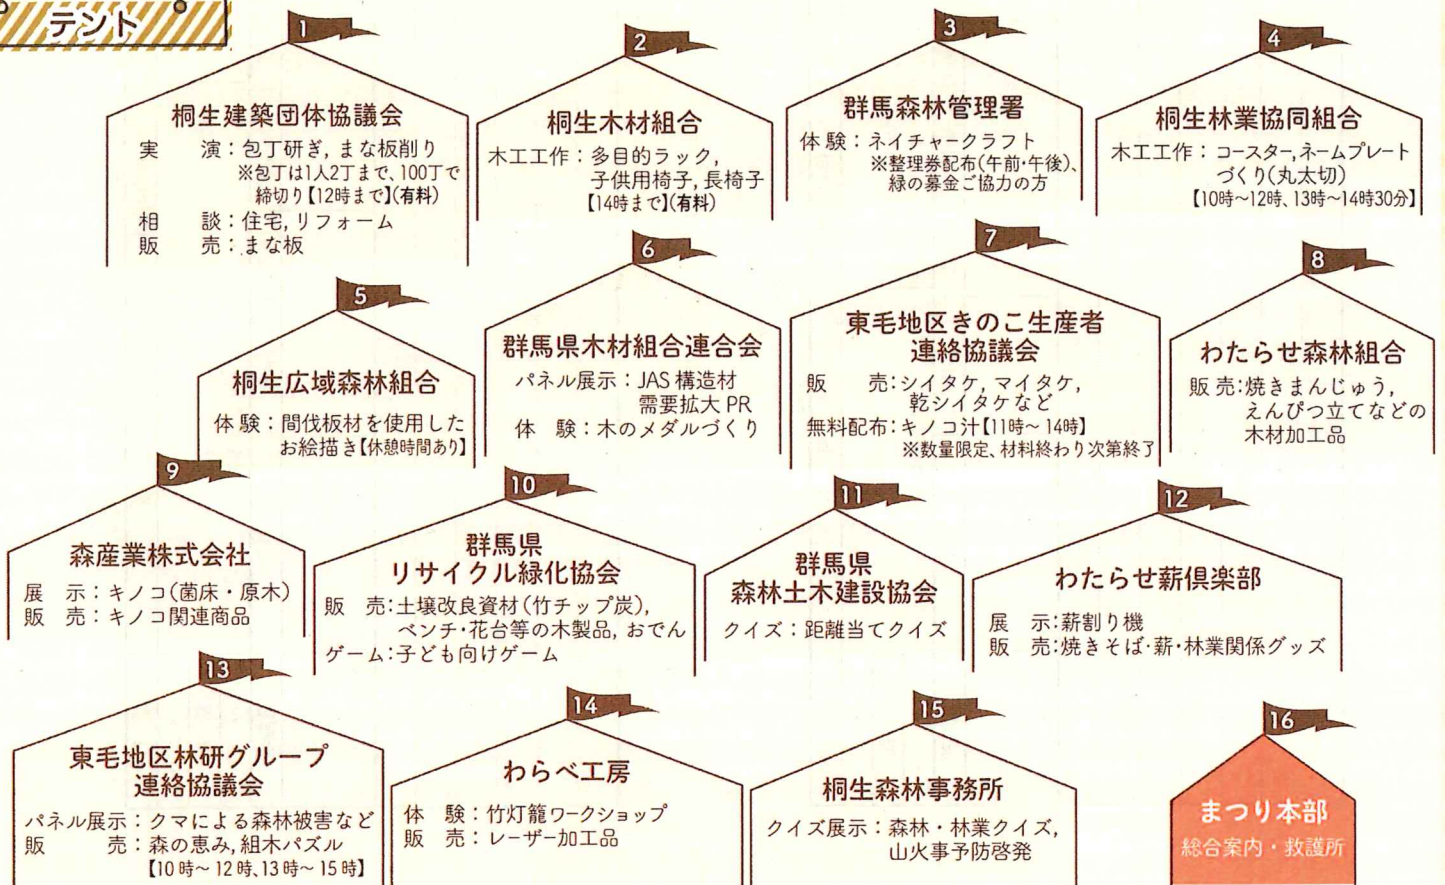 テント
1
桐生建築団体協議会
実 演：包丁研ぎ, まな板削り
※包丁は1人2丁まで、100丁で
締切り【12時まで】(有料)
相 談：住宅, リフォーム
販 売：まな板
2
桐生木材組合
木工工作：多目的ラック,
子供用椅子, 長椅子
【14時まで】(有料)
3
群馬森林管理署
体 験：ネイチャークラフト
※整理券配布(午前・午後)、
緑の募金ご協力の方
4
桐生林業協同組合
木工工作：コースター, ネームプレート
づくり(丸太切)
【10時～12時、13時～14時30分】
5
桐生広域森林組合
体 験：間伐板材を使用した
お絵描き【休憩時間あり】
6
群馬県木材組合連合会
パネル展示：JAS 構造材
需要拡大 PR
体 験：木のメダルづくり
7
東毛地区きのこ生産者
連絡協議会
販 売：シイタケ, マイタケ,
乾シイタケなど
無料配布：キノコ汁【11時～14時】
※数量限定、材料終わり次第終了
8
わたらせ森林組合
販 売：焼きまんじゅう,
えんぴつ立てなどの
木材加工品
9
森産業株式会社
展 示：キノコ(菌床・原木)
販 売：キノコ関連商品
10
群馬県
リサイクル緑化協会
販 売：土壌改良資材(竹チップ炭),
ベンチ・花台等の木製品, おでん
ゲーム：子ども向けゲーム
11
群馬県
森林土木建設協会
クイズ：距離当てクイズ
12
わたらせ薪倶楽部
展 示：薪割り機
販 売：焼きそば・薪・林業関係グッズ
13
東毛地区林研グループ
連絡協議会
パネル展示：クマによる森林被害など
販 売：森の恵み, 組木パズル
【10時～12時、13時～15時】
14
わらべ工房
体 験：竹灯籠ワークショップ
販 売：レーザー加工品
15
桐生森林事務所
クイズ展示：森林・林業クイズ,
山火事予防啓発
16
まつり本部
総合案内・救護所